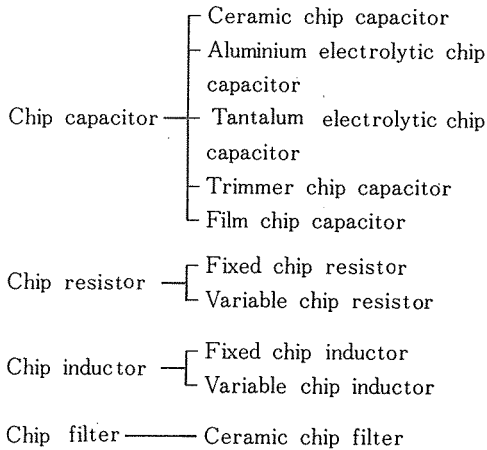 Ceramic chip capacitor
Aluminium electrolytic chip
capacitor
Chip capacitor
Tantalum electrolytic chip
capacitor
Trimmer chip capacitor
Film chip capacitor
Fixed chip resistor
Chip resistor
Variable chip resistor
Fixed chip inductor
Chip inductor
Variable chip inductor
Chip filter
Ceramic chip filter